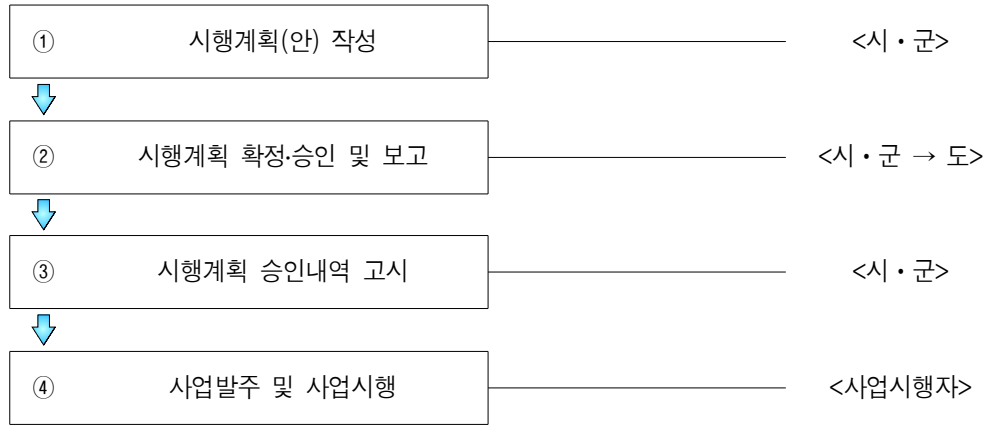 ① 시행계획(안) 작성 <시・군>
② 시행계획 확정·승인 및 보고 <시・군 → 도>
③ 시행계획 승인내역 고시 <시・군>
④ 사업발주 및 사업시행 <사업시행자>